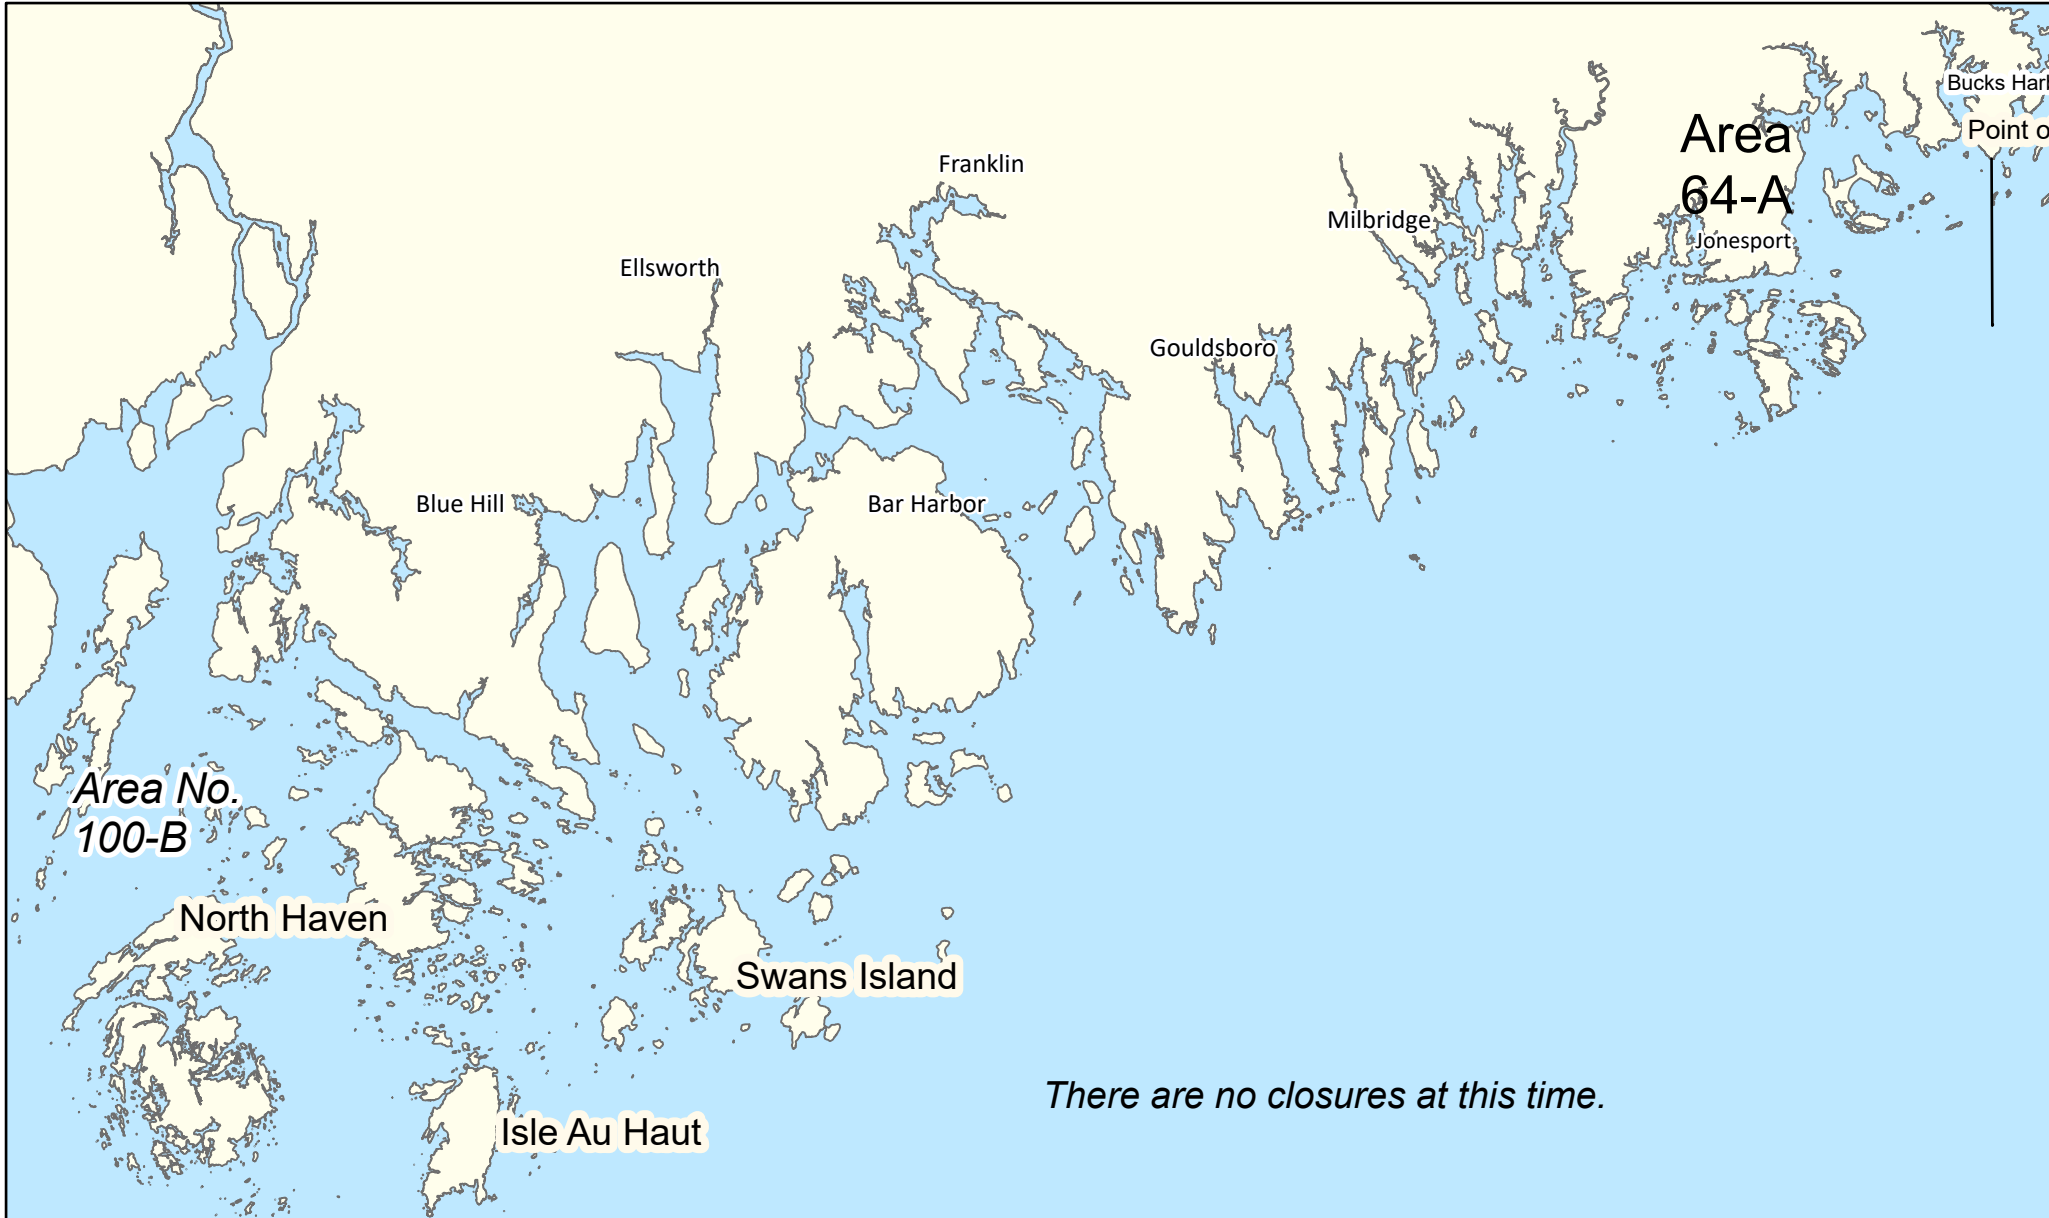 Bucks Har
Area
64-A
Point o
Franklin
Milbridge
Jonesport
Ellsworth
Gouldsboro
Blue Hill
Bar Harbor
Area No.
100-B
North Haven
Swans Island
There are no closures at this time.
Isle Au Haut